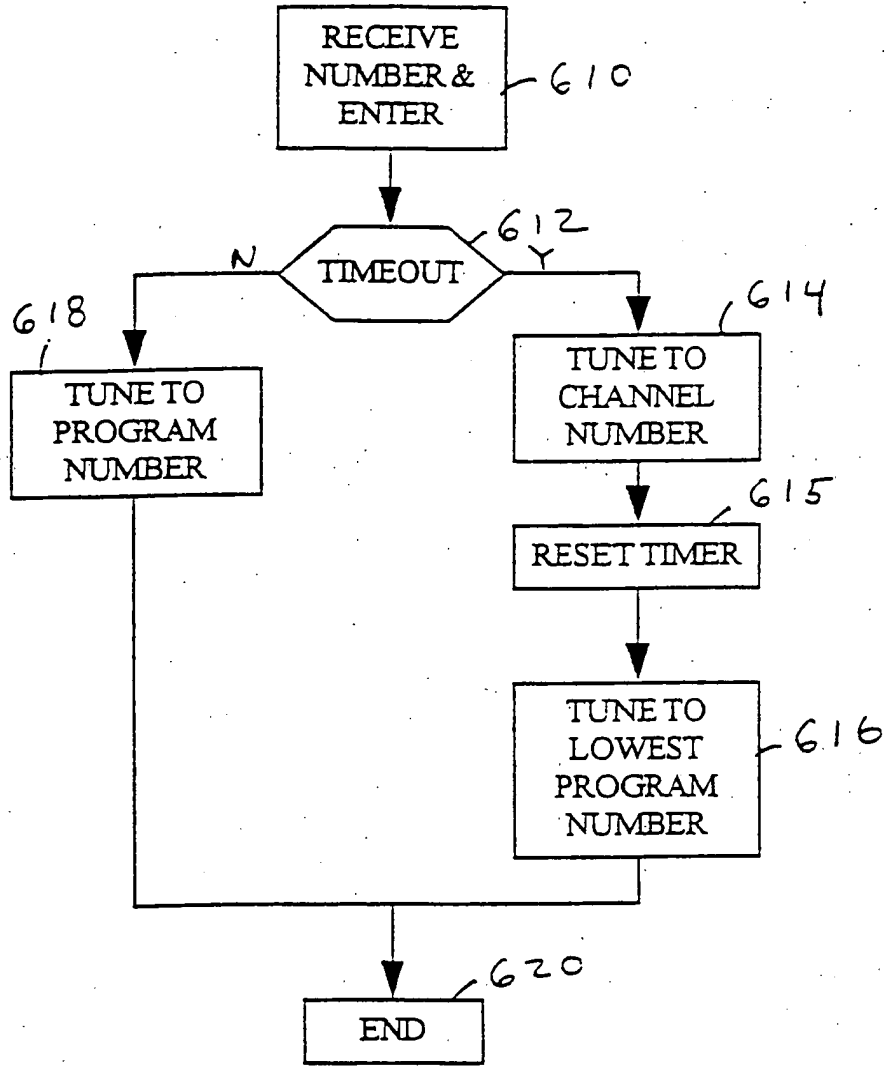 RECEIVE
NUMBER &
ENTER
610
612
TIMEOUT
N
Y
618
614
TUNE TO
PROGRAM
NUMBER
TUNE TO
CHANNEL
NUMBER
615
RESET TIMER
TUNE TO
LOWEST
PROGRAM
NUMBER
616
620
END